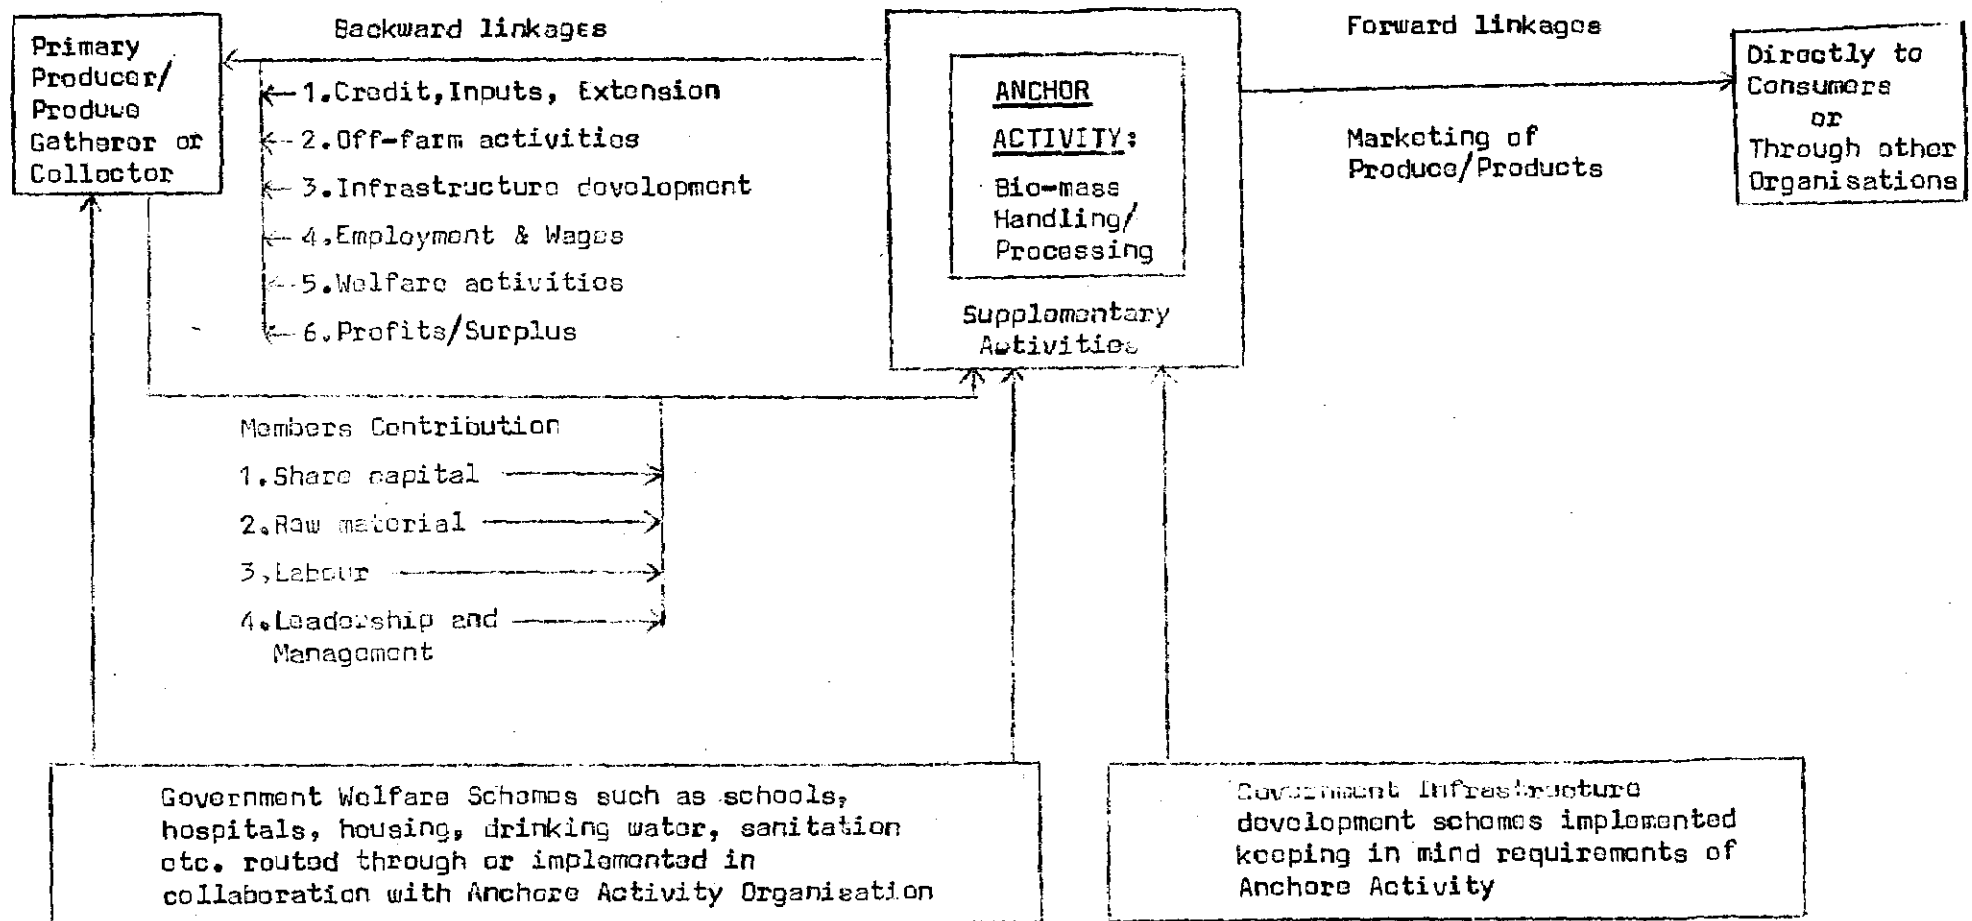 Primary
Producer/
Produce
Gatherer or
Collector
Backward linkages
1.Credit,Inputs, Extension
2.Off-farm activities
3.Infrastructure development
4.Employment & Wages
5.Welfare activities
6.Profits/Surplus
ANCHOR
ACTIVITY:
Bio-mass
Handling/
Processing
Supplementary
Activities
Forward linkages
Marketing of
Produce/Products
Directly to
Consumers
or
Through other
Organisations
Members Contribution
1.Share capital
2.Raw material
3.Labour
4.Leadership and
Management
Government Welfare Schemes such as schools,
hospitals, housing, drinking water, sanitation
etc. routed through or implemented in
collaboration with Anchore Activity Organisation
Government Infrastructure
development schemes implemented
keeping in mind requirements of
Anchore Activity